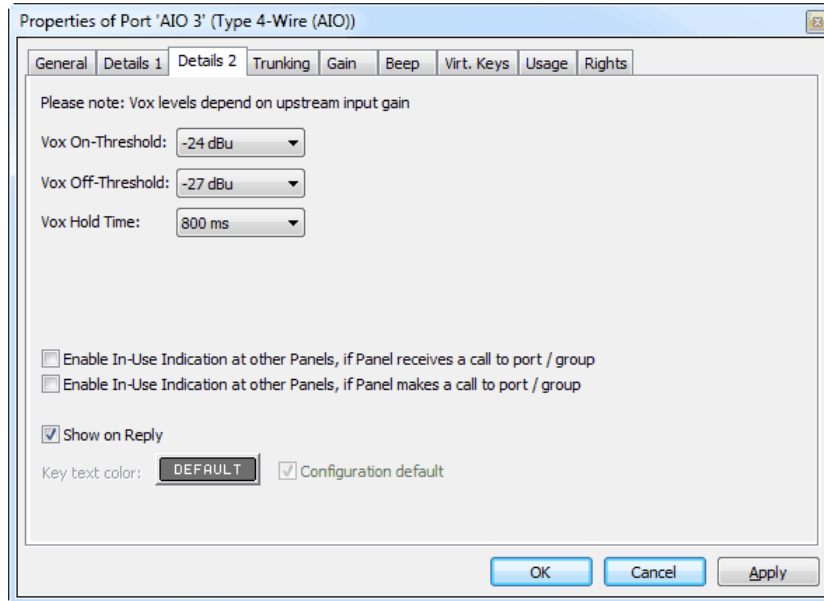 Properties of Port 'AIO 3' (Type 4-Wire (AIO))
General Details 1 Details 2 Trunking Gain Beep Virt. Keys Usage Rights
Please note: Vox levels depend on upstream input gain
Vox On-Threshold: -24 dBu
Vox Off-Threshold: -27 dBu
Vox Hold Time: 800 ms
Enable In-Use Indication at other Panels, if Panel receives a call to port / group
Enable In-Use Indication at other Panels, if Panel makes a call to port / group
Show on Reply
Key text color: DEFAULT Configuration default
OK Cancel Apply